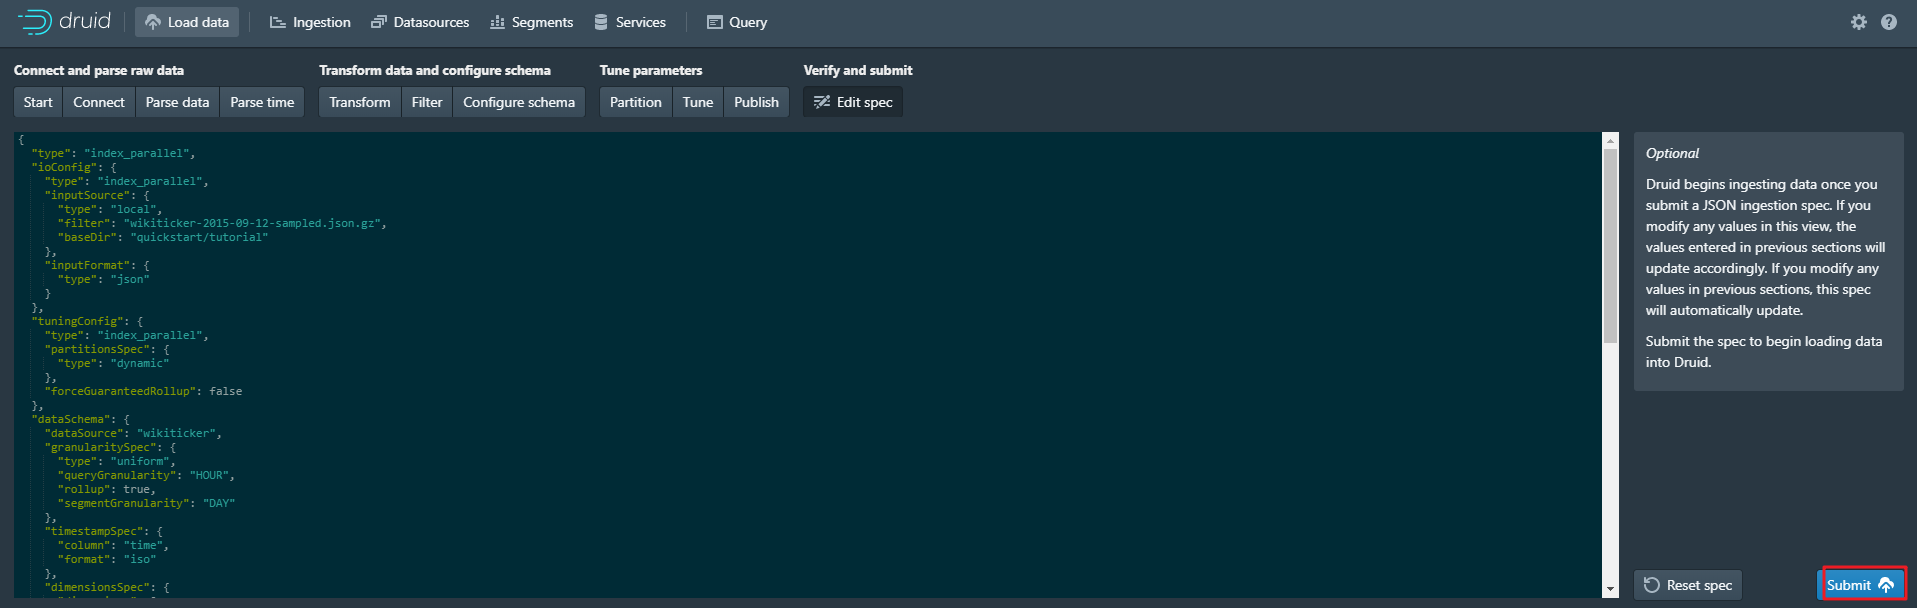 druid Load data Ingestion Datasources Segments Services Query
Connect and parse raw data Transform data and configure schema Tune parameters Verify and submit
Start Connect Parse data Parse time Transform Filter Configure schema Partition Tune Publish Edit spec
{
"type": "index_parallel",
"ioConfig": {
"type": "index_parallel",
"inputSource": {
"type": "local",
"filter": "wikiticker-2015-09-12-sampled.json.gz",
"baseDir": "quickstart/tutorial"
},
"inputFormat": {
"type": "json"
}
},
"tuningConfig": {
"type": "index_parallel",
"partitionsSpec": {
"type": "dynamic"
},
"forceGuaranteedRollup": false
},
"dataSchema": {
"dataSource": "wikiticker",
"granularitySpec": {
"type": "uniform",
"queryGranularity": "HOUR",
"rollup": true,
"segmentGranularity": "DAY"
},
"timestampSpec": {
"column": "time",
"format": "iso"
},
"dimensionsSpec": {
Optional
Druid begins ingesting data once you
submit a JSON ingestion spec. If you
modify any values in this view, the
values entered in previous sections will
update accordingly. If you modify any
values in previous sections, this spec
will automatically update.
Submit the spec to begin loading data
into Druid.
Reset spec Submit